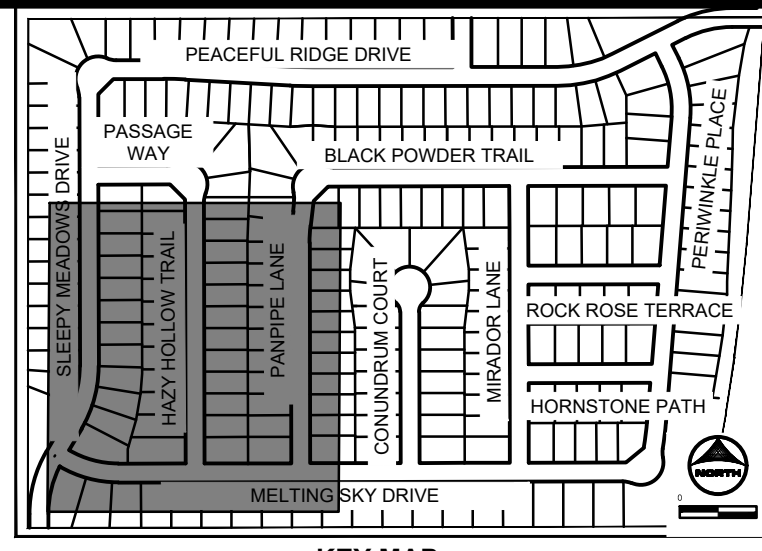 PEACEFUL RIDGE DRIVE
PASSAGE
WAY
BLACK POWDER TRAIL
SLEEPY MEADOWS DRIVE
HAZY HOLLOW TRAIL
PANPIPE LANE
CONUNDRUM COURT
MIRADOR LANE
PERIWINKLE PLACE
ROCK ROSE TERRACE
HORNSTONE PATH
MELTING SKY DRIVE
NORTH
0
KEY MAP